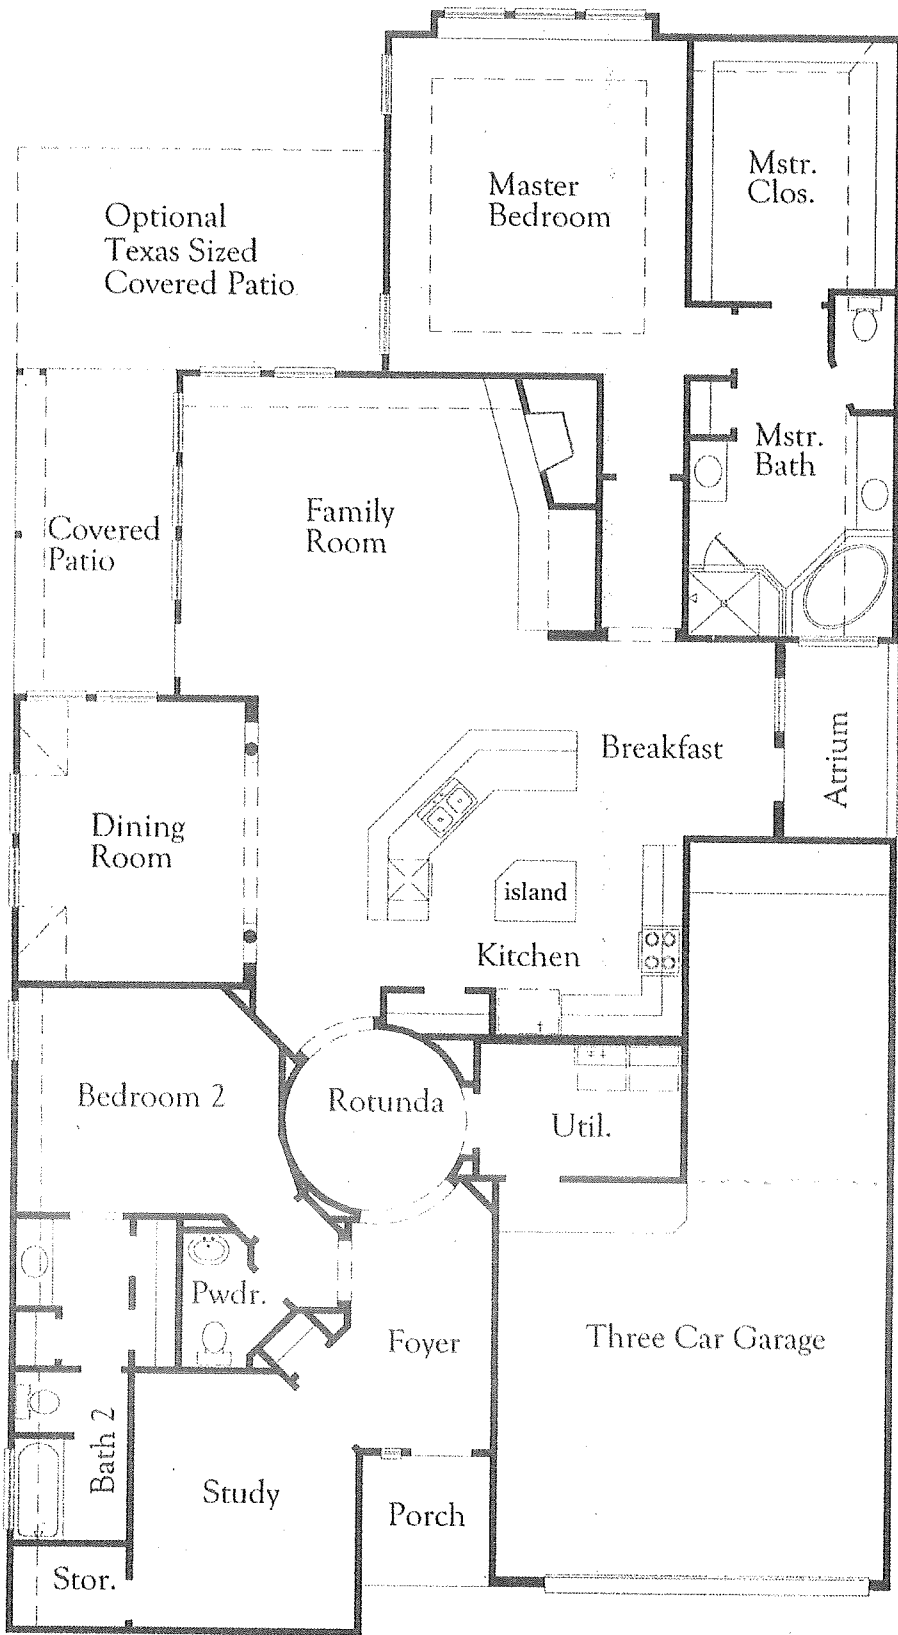 Mstr.
Clos.
Master
Bedroom
Optional
Texas Sized
Covered Patio
Mstr.
Bath
Family
Room
Covered
Patio
Breakfast
Atrium
Dining
Room
island
Kitchen
Bedroom 2
Rotunda
Util.
Pwdr.
Foyer
Three Car Garage
Bath 2
Study
Porch
Stor.